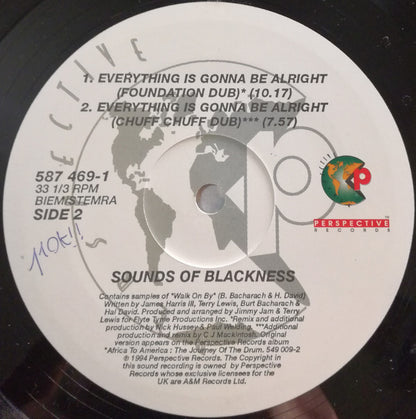 ECTIVE
1. EVERYTHING IS GONNA BE ALRIGHT
(FOUNDATION DUB)* (10.17)
2. EVERYTHING IS GONNA BE ALRIGHT
(CHUFF CHUFF DUB)*** (7.57)
587 469-1
33 1/3 RPM
BIEM/STEMRA
SIDE 2
p
PERSPECTIVE
RECORDS
SOUNDS OF BLACKNESS
Contains samples of "Walk On By" (B. Bacharach & H. David)
Written by James Harris III, Terry Lewis, Burt Bacharach &
Hal David. Produced and arranged by Jimmy Jam & Terry
Lewis for Flyte Tyme Productions Inc. *Remix and additional
production by Nick Hussey & Paul Welding, ***Additional
production and remix by C J Mackintosh. Original
version appears on the Perspective Records album
"Africa To America : The Journey Of The Drum. 549 009-2
℗ 1994 Perspective Records. The Copyright in
this sound recording is owned by Perspective
Records whose exclusive licensees for the
UK are A&M Records Ltd.